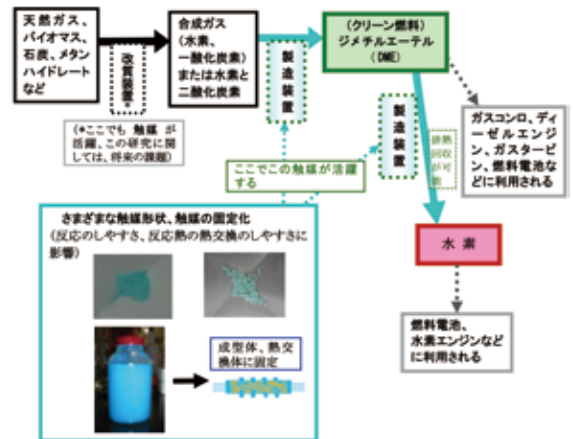 天然ガス、
バイオマス、
石炭、メタン
ハイドレート
など
改質装置*
合成ガス
(水素、
一酸化炭素)
または水素と
二酸化炭素
製造装置
(クリーン燃料)
ジメチルエーテル
(DME)
(*ここでも 触媒 が
活躍、この研究に関
しては、将来の課題)
ここでこの触媒が活躍
する
製造装置
排熱
回収
が可
能
ガスコンロ、ディ
ーゼルエンジ
ン、ガスタービ
ン、燃料電池な
どに利用される
水 素
燃料電池、
水素エンジンなど
に利用される
さまざまな触媒形状、触媒の固定化
(反応のしやすさ、反応熱の熱交換のしやすさに
影響)
成型体、熱交
換体に固定